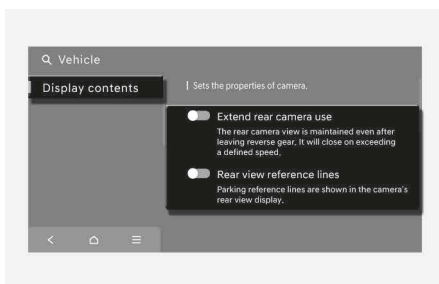 Vehicle
Display contents
Sets the properties of camera.
Extend rear camera use
The rear camera view is maintained even after
leaving reverse gear. It will close on exceeding
a defined speed.
Rear view reference lines
Parking reference lines are shown in the camera's
rear view display.